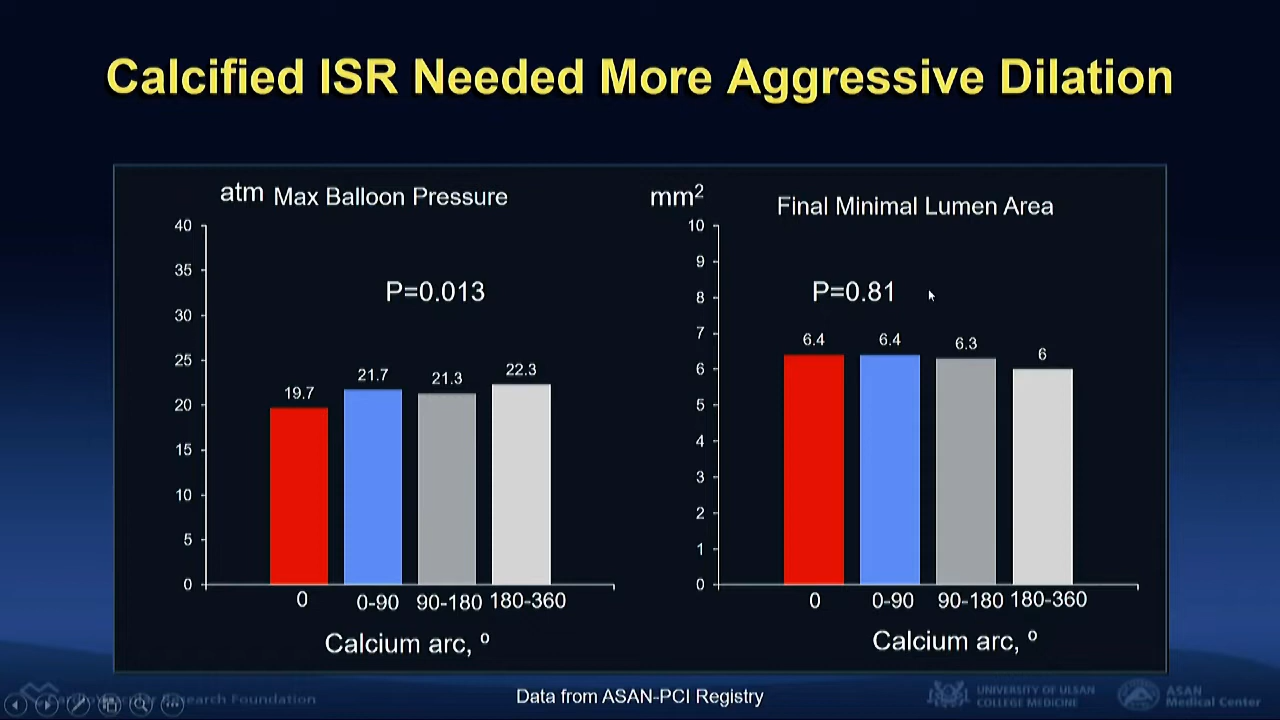 Calcified ISR Needed More Aggressive Dilation
atm Max Balloon Pressure
40
35
30
25
20
15
10
5
0
P=0.013
19.7
21.7
21.3
22.3
0
0-90
90-180
180-360
Calcium arc, º
mm²
Final Minimal Lumen Area
10
9
8
7
6
5
4
3
2
1
0
P=0.81
6.4
6.4
6.3
6
0
0-90
90-180
180-360
Calcium arc, º
Research Foundation
Data from ASAN-PCI Registry
UNIVERSITY OF ULSAN
COLLEGE MEDICINE
ASAN
Medical Center